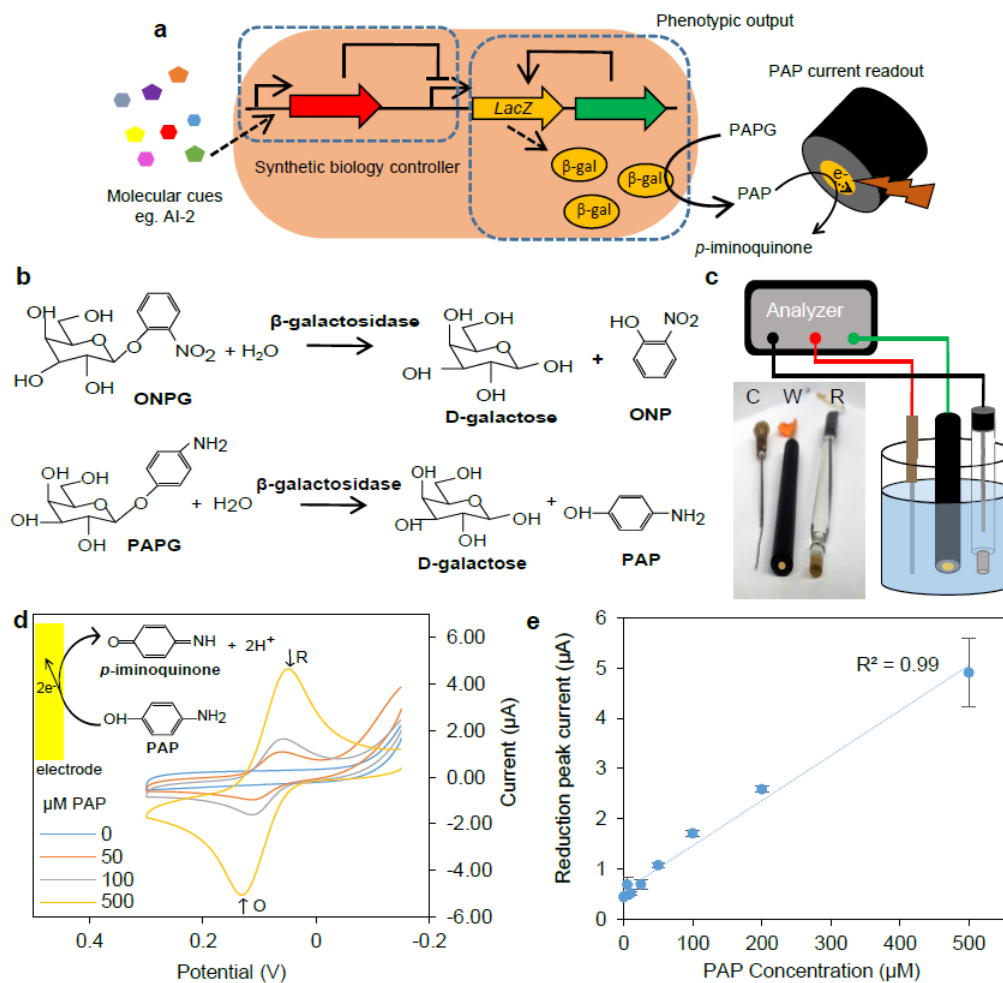 a
Phenotypic output
PAP current readout
LacZ
Synthetic biology controller
Molecular cues
eg. AI-2
β-gal
β-gal
β-gal
PAPG
PAP
e-
p-iminoquinone
b
OH
OH
O
O
NO2
HO
OH
OH
+ H2O
ONPG
β-galactosidase
OH
OH
O
HO
OH
OH
D-galactose
+
HO
NO2
ONP
OH
OH
O
O
NH2
HO
OH
OH
+ H2O
PAPG
β-galactosidase
OH
OH
O
HO
OH
OH
D-galactose
+
HO
NH2
PAP
c
Analyzer
C W R
d
O
NH + 2H+
p-iminoquinone
2e-
OH
NH2
PAP
electrode
μM PAP
0
50
100
500
↓R
↑O
6.00
4.00
2.00
0.00
-2.00
-4.00
-6.00
Current (μA)
0.4 0.2 0 -0.2
Potential (V)
e
R² = 0.99
6
5
4
3
2
1
0
Reduction peak current (μA)
0 100 200 300 400 500
PAP Concentration (μM)